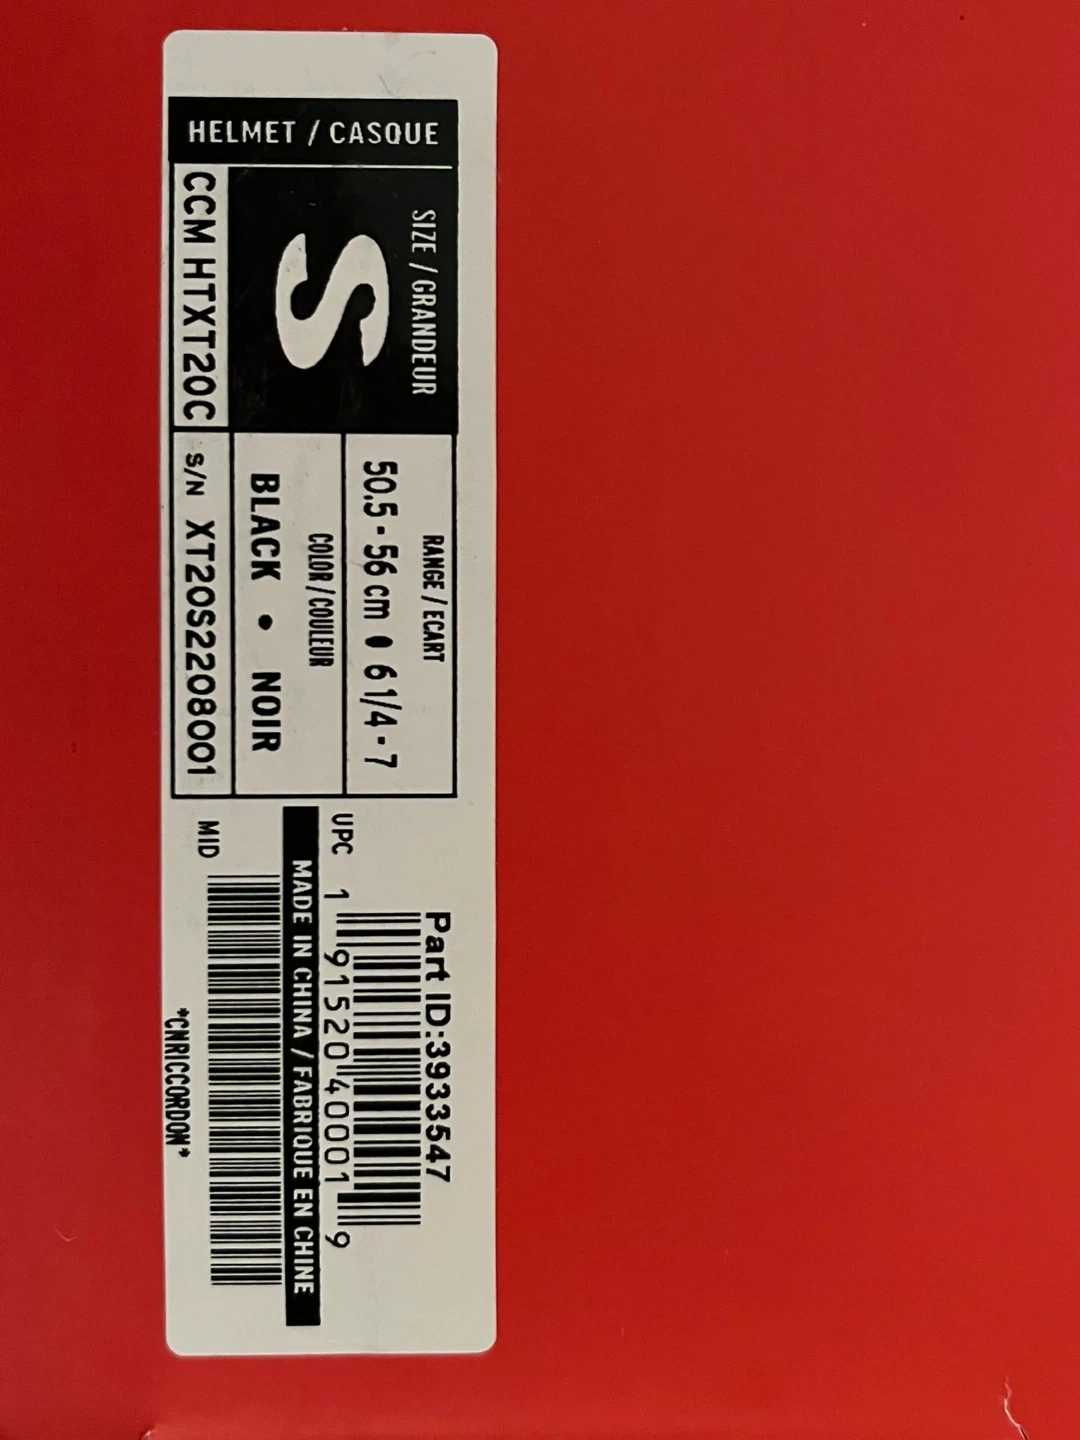 HELMET / CASQUE
SIZE / GRANDEUR
S
CCM HTXT20C
RANGE / ECART
50.5 - 56 cm • 6 1/4 - 7
COLOR / COULEUR
BLACK • NOIR
S/N XT20S2208001
Part ID:3933547
UPC 1 91520 40001 9
MADE IN CHINA / FABRIQUE EN CHINE
MID
*CNRICCORDON*